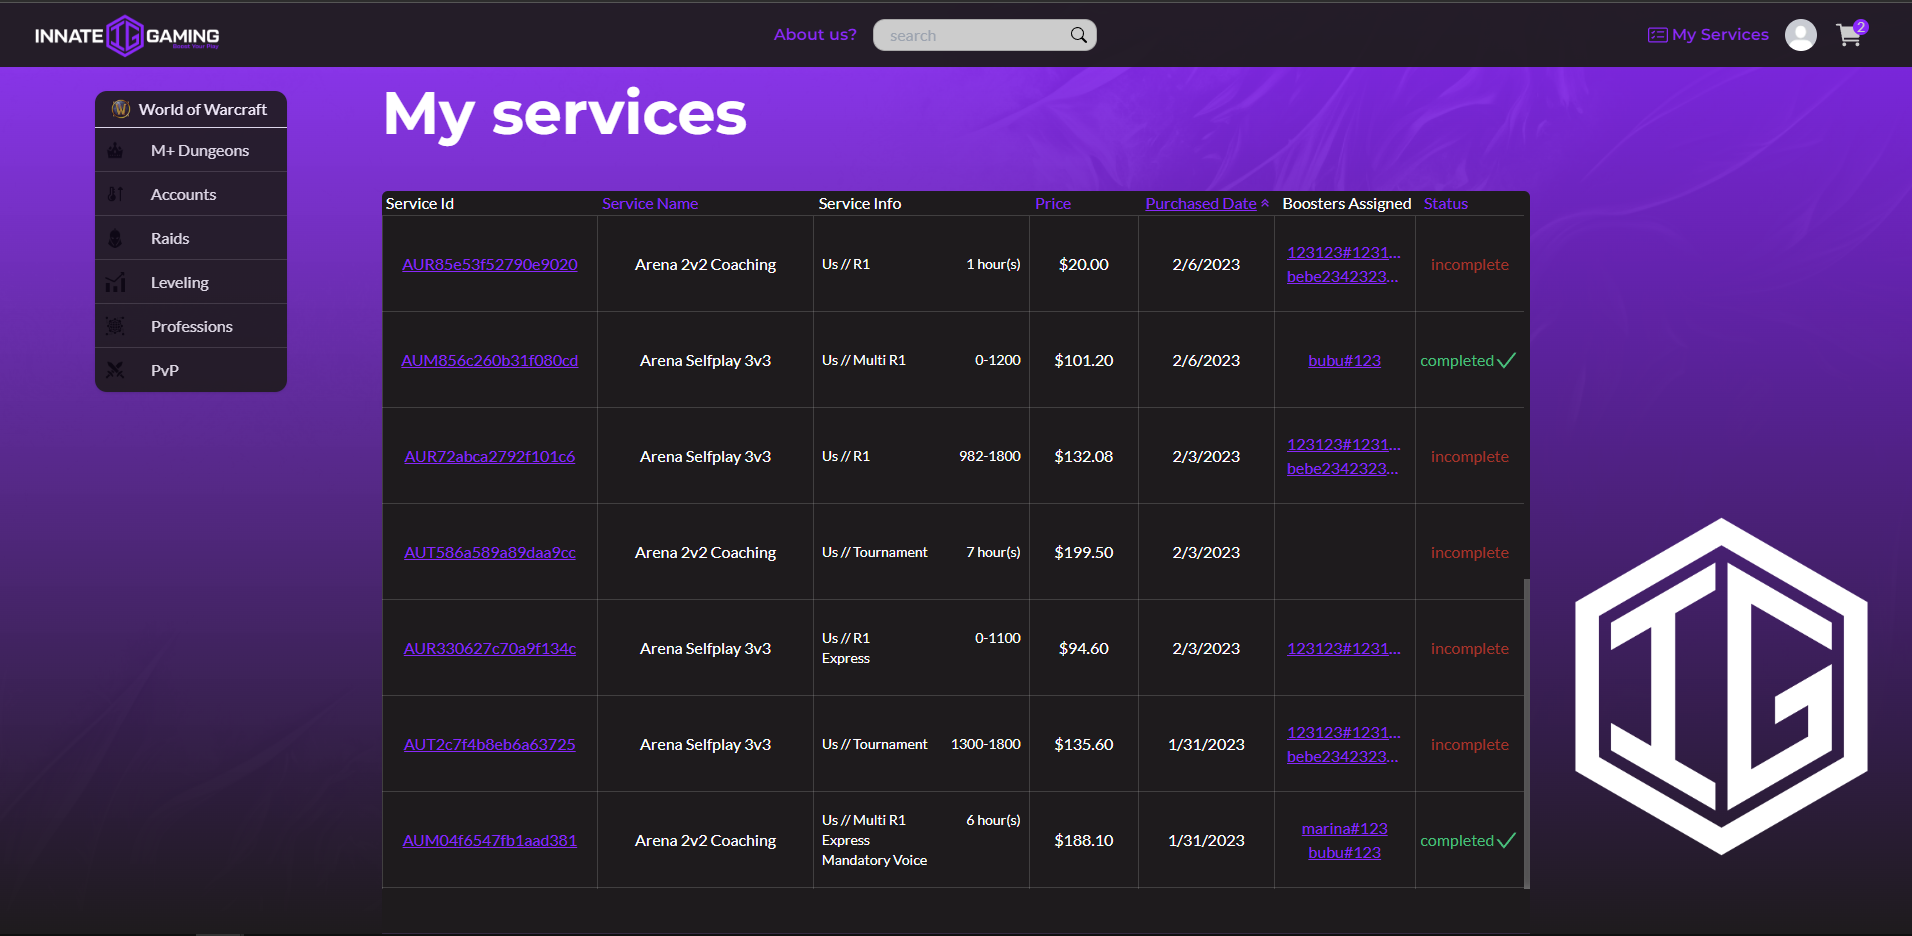 INNATE IG GAMING
Boost Your Play
About us?
search
My Services
2
World of Warcraft
M+ Dungeons
Accounts
Raids
Leveling
Professions
PvP
My services
Service Id Service Name Service Info Price Purchased Date Boosters Assigned Status
AUR85e53f52790e9020 Arena 2v2 Coaching Us // R1 1 hour(s) $20.00 2/6/2023 123123#1231... incomplete
bebe2342323...
AUM856c260b31f080cd Arena Selfplay 3v3 Us // Multi R1 0-1200 $101.20 2/6/2023 bubu#123 completed
AUR72abca2792f101c6 Arena Selfplay 3v3 Us // R1 982-1800 $132.08 2/3/2023 123123#1231... incomplete
bebe2342323...
AUT586a589a89daa9cc Arena 2v2 Coaching Us // Tournament 7 hour(s) $199.50 2/3/2023 incomplete
AUR330627c70a9f134c Arena Selfplay 3v3 Us // R1 0-1100 $94.60 2/3/2023 123123#1231... incomplete
Express
AUT2c7f4b8eb6a63725 Arena Selfplay 3v3 Us // Tournament 1300-1800 $135.60 1/31/2023 123123#1231... incomplete
bebe2342323...
AUM04f6547fb1aad381 Arena 2v2 Coaching Us // Multi R1 6 hour(s) $188.10 1/31/2023 marina#123 completed
Express
Mandatory Voice
bubu#123
IG